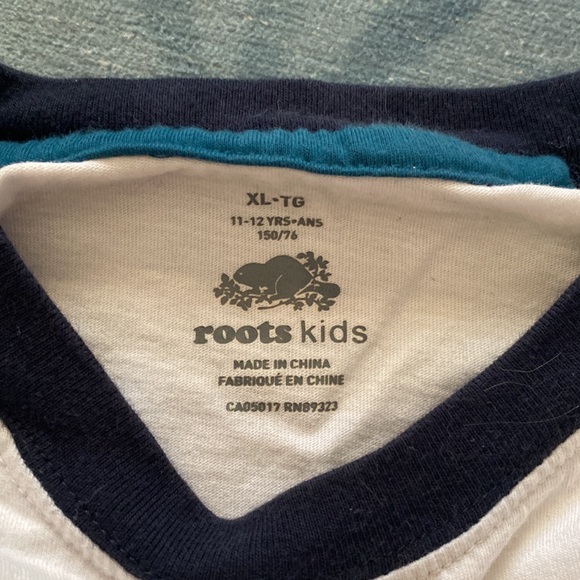 XL-TG
11-12 YRS•ANS
150/76
roots kids
MADE IN CHINA
FABRIQUÉ EN CHINE
CA05017 RN89323